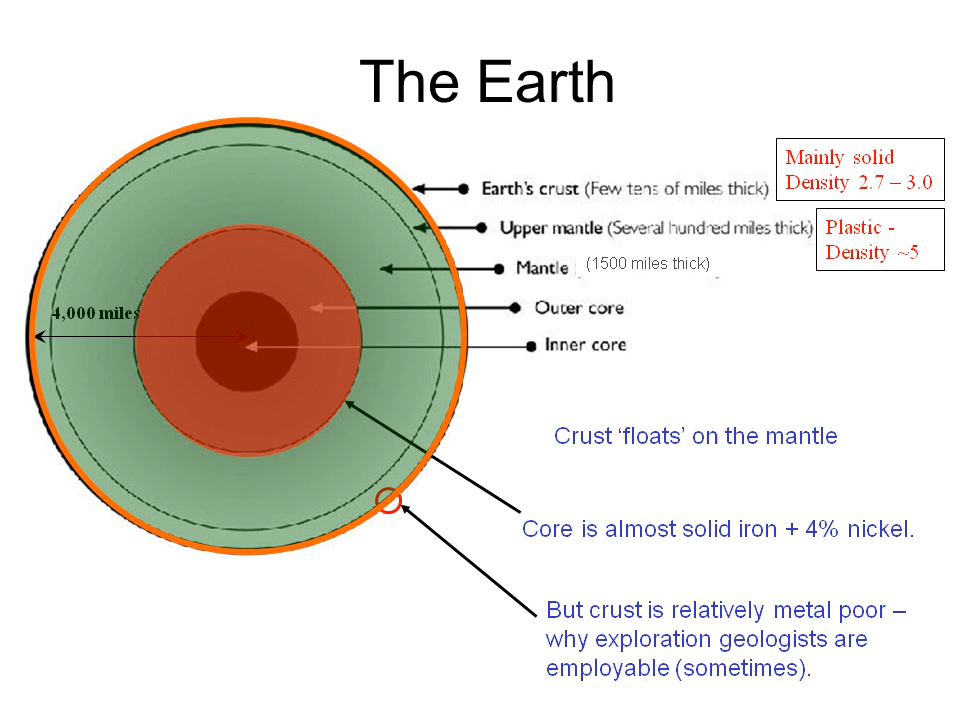 The Earth
Mainly solid
Density 2.7 – 3.0
Earth's crust (Few tens of miles thick)
Upper mantle (Several hundred miles thick)
Plastic -
Density ~5
Mantle (1500 miles thick)
Outer core
4,000 miles
Inner core
Crust ‘floats’ on the mantle
Core is almost solid iron + 4% nickel.
But crust is relatively metal poor –
why exploration geologists are
employable (sometimes).